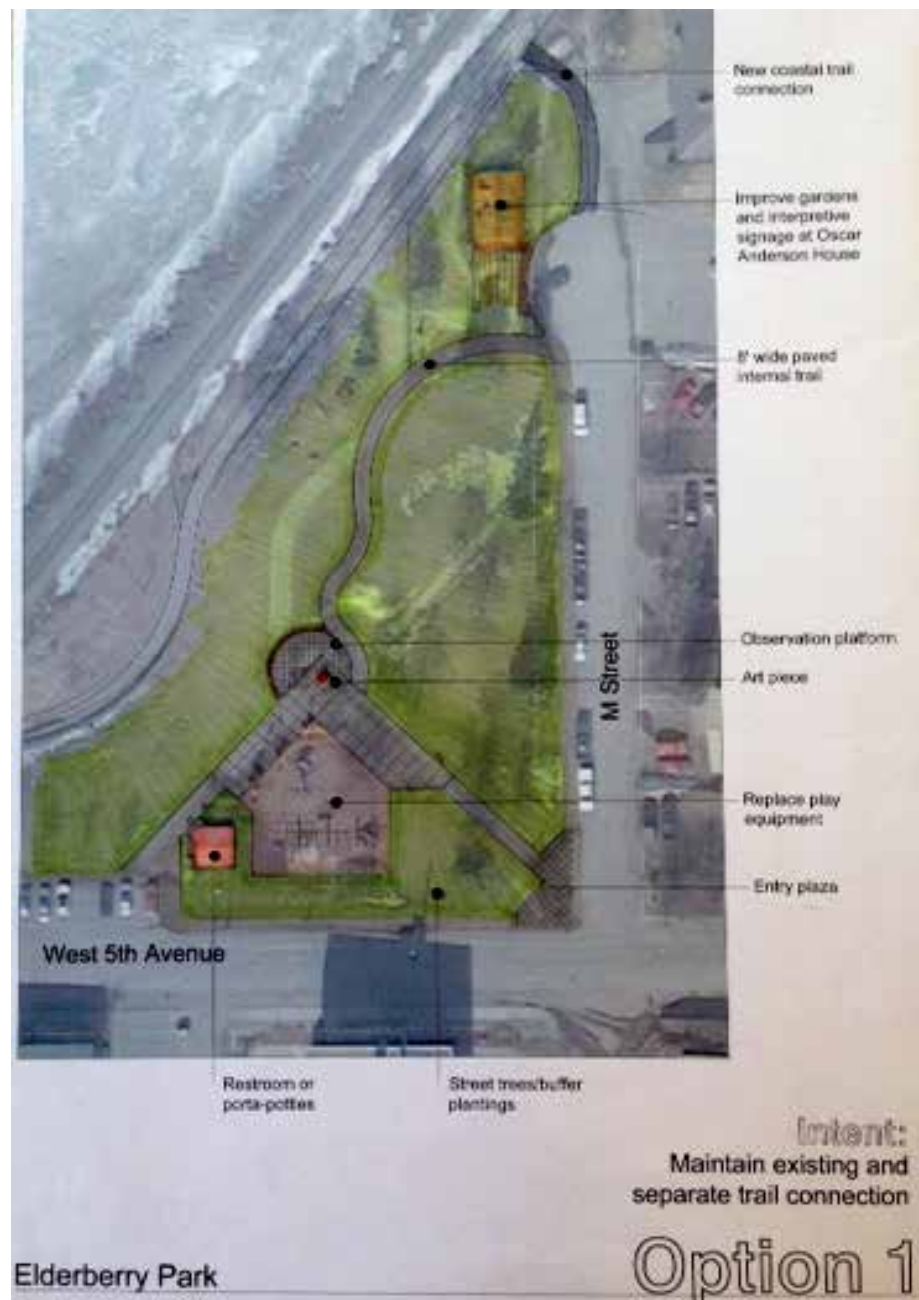 New coastal trail
connection
Improve gardens
and interpretive
signage at Oscar
Anderson House
8' wide paved
internal trail
Observation platform
Art piece
M Street
Replace play
equipment
Entry plaza
West 5th Avenue
Restroom or
porta-potties
Street trees/buffer
plantings
Intent:
Maintain existing and
separate trail connection
Elderberry Park
Option 1